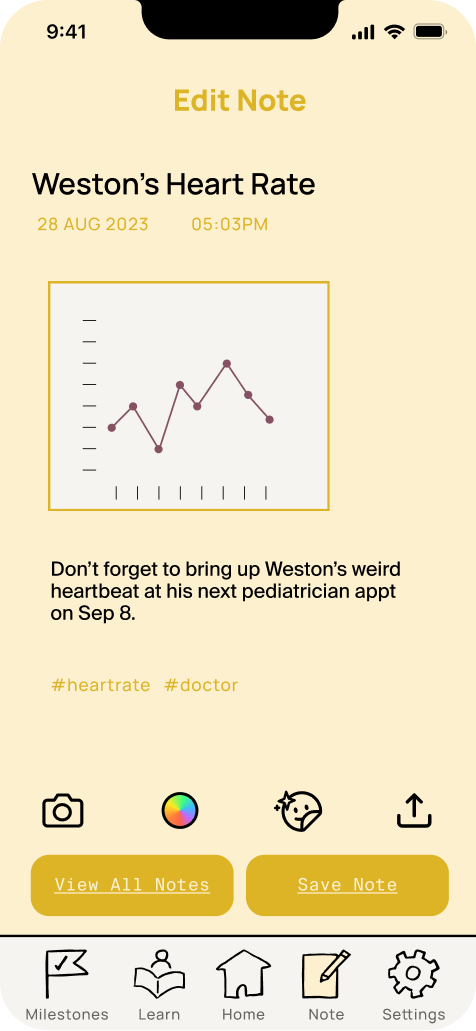 9:41
Edit Note
Weston's Heart Rate
28 AUG 2023 05:03PM
Don't forget to bring up Weston's weird
heartbeat at his next pediatrician appt
on Sep 8.
#heartrate #doctor
View All Notes Save Note
Milestones Learn Home Note Settings